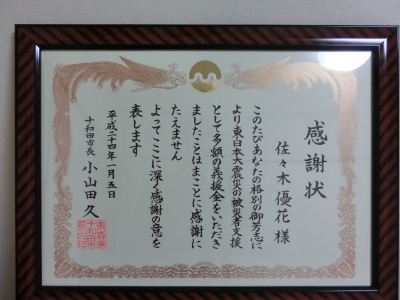 感謝状
佐々木優花 様
このたびあなたの格別の御芳志に
より東日本大震災の被災者支援
として多額の義援金をいただき
ましたことはまことに感謝に
たえません
よってここに深く感謝の意を
表します
平成二十四年一月五日
十和田市長 小山田久